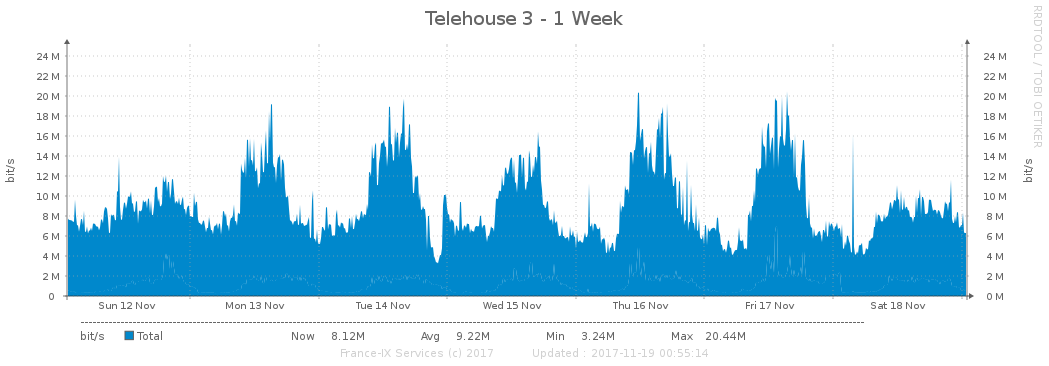 Telehouse 3 - 1 Week
RRDTOOL / TOBI OETIKER
bit/s
24 M 24 M
22 M 22 M
20 M 20 M
18 M 18 M
16 M 16 M
14 M 14 M
12 M 12 M
10 M 10 M
8 M 8 M
6 M 6 M
4 M 4 M
2 M 2 M
0 0 M
bit/s
Sun 12 Nov Mon 13 Nov Tue 14 Nov Wed 15 Nov Thu 16 Nov Fri 17 Nov Sat 18 Nov
bit/s Total Now 8.12M Avg 9.22M Min 3.24M Max 20.44M
France-IX Services (c) 2017 Updated : 2017-11-19 00:55:14